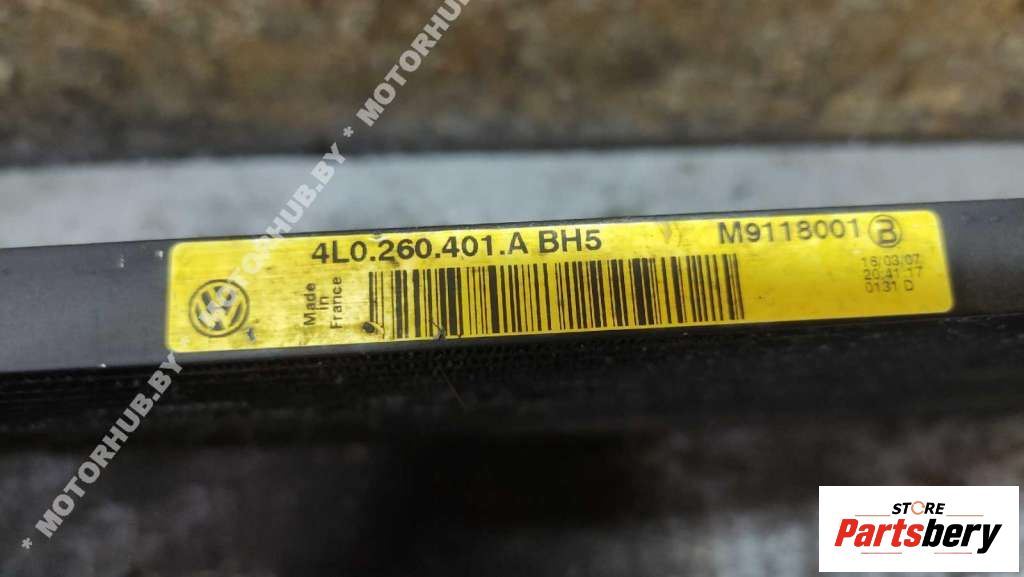 * MOTORHUB.BY * MOTORHUB.BY * MOTORHUB
4L0.260.401.A BH5
M9118001 B
Made
in
France
16/03/07
20:41:17
0131 D
STORE
Partsbery